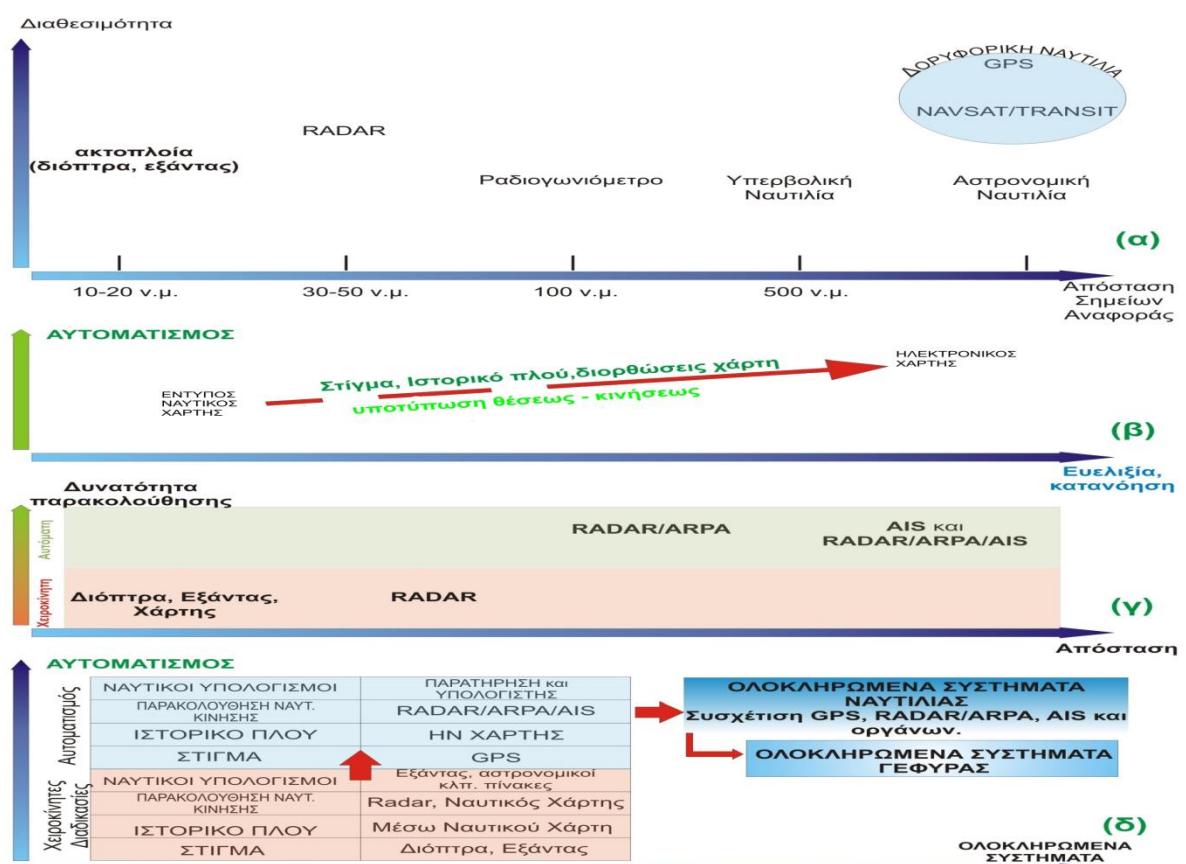 Διαθεσιμότητα
ΔΟΡΥΦΟΡΙΚΗ ΝΑΥΤΙΛΙΑ
GPS
NAVSAT/TRANSIT
RADAR
ακτοπλοία
(διόπτρα, εξάντας)
Ραδιογωνιόμετρο
Υπερβολική
Ναυτιλία
Αστρονομική
Ναυτιλία
(α)
10-20 ν.μ.
30-50 ν.μ.
100 ν.μ.
500 ν.μ.
Απόσταση
Σημείων
Αναφοράς
ΑΥΤΟΜΑΤΙΣΜΟΣ
ΕΝΤΥΠΟΣ
ΝΑΥΤΙΚΟΣ
ΧΑΡΤΗΣ
Στίγμα, Ιστορικό πλού,διορθώσεις χάρτη
υποτύπωση θέσεως - κινήσεως
ΗΛΕΚΤΡΟΝΙΚΟΣ
ΧΑΡΤΗΣ
(β)
Ευελιξία,
κατανόηση
Δυνατότητα
παρακολούθησης
Αυτόματη
RADAR/ARPA
AIS και
RADAR/ARPA/AIS
Χειροκίνητη
Διόπτρα, Εξάντας,
Χάρτης
RADAR
(γ)
Απόσταση
ΑΥΤΟΜΑΤΙΣΜΟΣ
Αυτοματισμός
ΝΑΥΤΙΚΟΙ ΥΠΟΛΟΓΙΣΜΟΙ
ΠΑΡΑΤΗΡΗΣΗ και
ΥΠΟΛΟΓΙΣΤΗΣ
ΠΑΡΑΚΟΛΟΥΘΗΣΗ ΝΑΥΤ.
ΚΙΝΗΣΗΣ
RADAR/ARPA/AIS
ΙΣΤΟΡΙΚΟ ΠΛΟΥ
ΗΝ ΧΑΡΤΗΣ
ΣΤΙΓΜΑ
GPS
Χειροκίνητες
Διαδικασίες
ΝΑΥΤΙΚΟΙ ΥΠΟΛΟΓΙΣΜΟΙ
Εξάντας, αστρονομικοί
κλπ. πίνακες
ΠΑΡΑΚΟΛΟΥΘΗΣΗ ΝΑΥΤ.
ΚΙΝΗΣΗΣ
Radar, Ναυτικός Χάρτης
ΙΣΤΟΡΙΚΟ ΠΛΟΥ
Μέσω Ναυτικού Χάρτη
ΣΤΙΓΜΑ
Διόπτρα, Εξάντας
ΟΛΟΚΛΗΡΩΜΕΝΑ ΣΥΣΤΗΜΑΤΑ
ΝΑΥΤΙΛΙΑΣ
Συσχέτιση GPS, RADAR/ARPA, AIS και
οργάνων.
ΟΛΟΚΛΗΡΩΜΕΝΑ ΣΥΣΤΗΜΑΤΑ
ΓΕΦΥΡΑΣ
(δ)
ΟΛΟΚΛΗΡΩΜΕΝΑ
ΣΥΣΤΗΜΑΤΑ